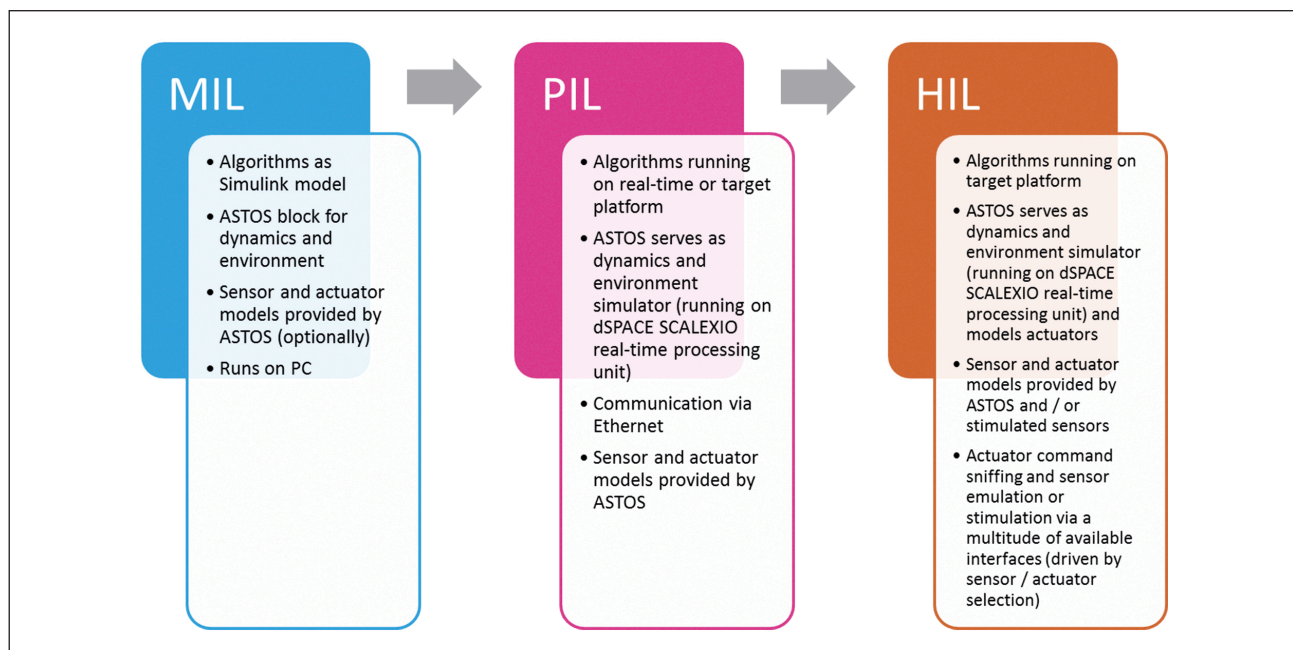 MIL
• Algorithms as
Simulink model
• ASTOS block for
dynamics and
environment
• Sensor and actuator
models provided by
ASTOS (optionally)
• Runs on PC
PIL
• Algorithms running
on real-time or target
platform
• ASTOS serves as
dynamics and
environment
simulator (running on
dSPACE SCALEXIO
real-time processing
unit)
• Communication via
Ethernet
• Sensor and actuator
models provided by
ASTOS
HIL
• Algorithms running on
target platform
• ASTOS serves as
dynamics and
environment simulator
(running on dSPACE
SCALEXIO real-time
processing unit) and
models actuators
• Sensor and actuator
models provided by
ASTOS and / or
stimulated sensors
• Actuator command
sniffing and sensor
emulation or
stimulation via a
multitude of available
interfaces (driven by
sensor / actuator
selection)